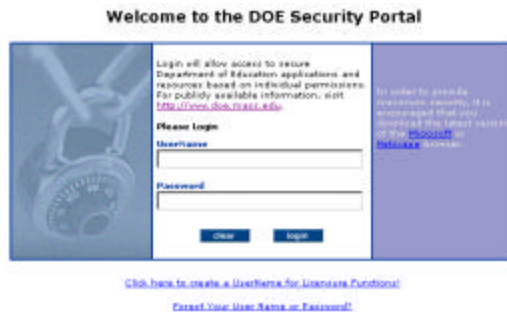 Welcome to the DOE Security Portal
Login will allow access to secure
Department of Education applications and
resources based on individual permissions.
For publicly available information, visit
http://www.doe.mass.edu.
Please Login
UserName
Password
clear login
In order to provide
maximum security, it is
encouraged that you
download the latest version
of the Microsoft or
Netscape browser.
Click here to create a UserName for Licensure Functions!
Forgot Your User Name or Password?